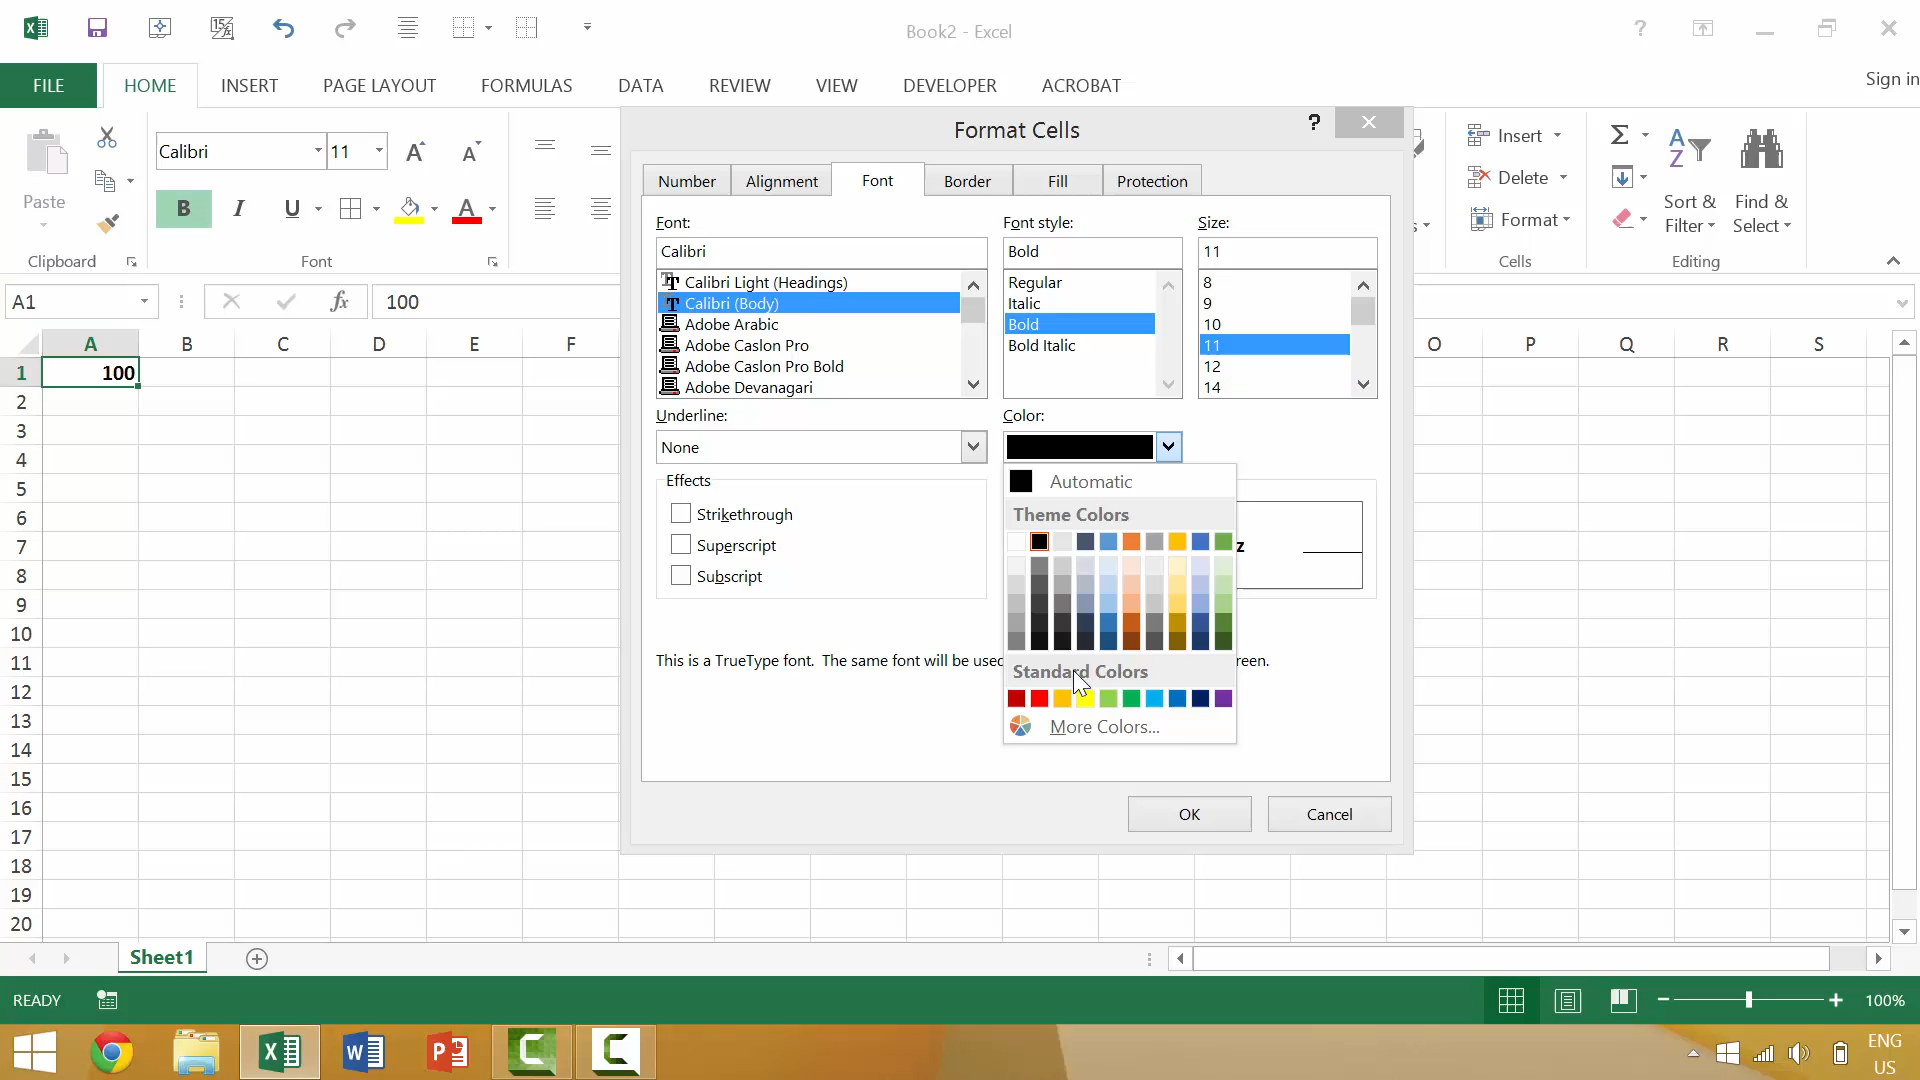 Book2 - Excel
?
FILE HOME INSERT PAGE LAYOUT FORMULAS DATA REVIEW VIEW DEVELOPER ACROBAT
Sign in
Paste
Clipboard
Calibri 11
B I U A
Font
Insert
Delete
Format
Cells
Sort & Filter
Find & Select
Editing
A1
fx 100
A B C D E F O P Q R S
1 100
2
3
4
5
6
7
8
9
10
11
12
13
14
15
16
17
18
19
20
Format Cells
?
Number Alignment Font Border Fill Protection
Font: Font style: Size:
Calibri Bold 11
Calibri Light (Headings) Regular 8
Calibri (Body) Italic 9
Adobe Arabic Bold 10
Adobe Caslon Pro Bold Italic 11
Adobe Caslon Pro Bold 12
Adobe Devanagari 14
Underline: Color:
None
Automatic
Theme Colors
Standard Colors
More Colors...
Effects
Strikethrough
Superscript
Subscript
z
This is a TrueType font. The same font will be used
reen.
OK Cancel
Sheet1
READY
100%
ENG
US